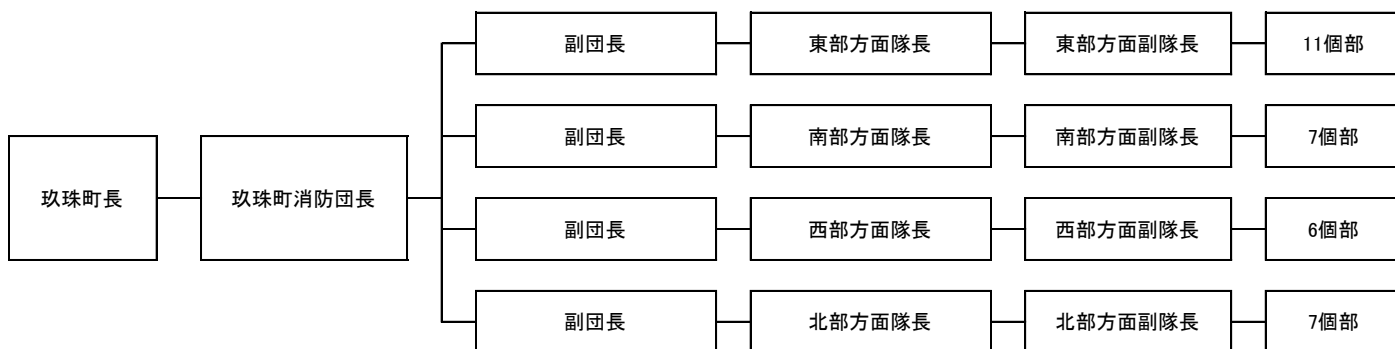 副団長 東部方面隊長 東部方面副隊長 11個部
副団長 南部方面隊長 南部方面副隊長 7個部
玖珠町長 玖珠町消防団長
副団長 西部方面隊長 西部方面副隊長 6個部
副団長 北部方面隊長 北部方面副隊長 7個部